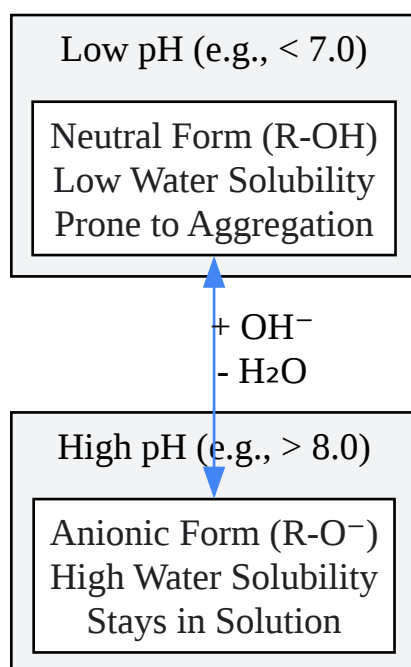 Low pH (e.g., < 7.0)
Neutral Form (R-OH)
Low Water Solubility
Prone to Aggregation
+ OH⁻
- H₂O
High pH (e.g., > 8.0)
Anionic Form (R-O⁻)
High Water Solubility
Stays in Solution